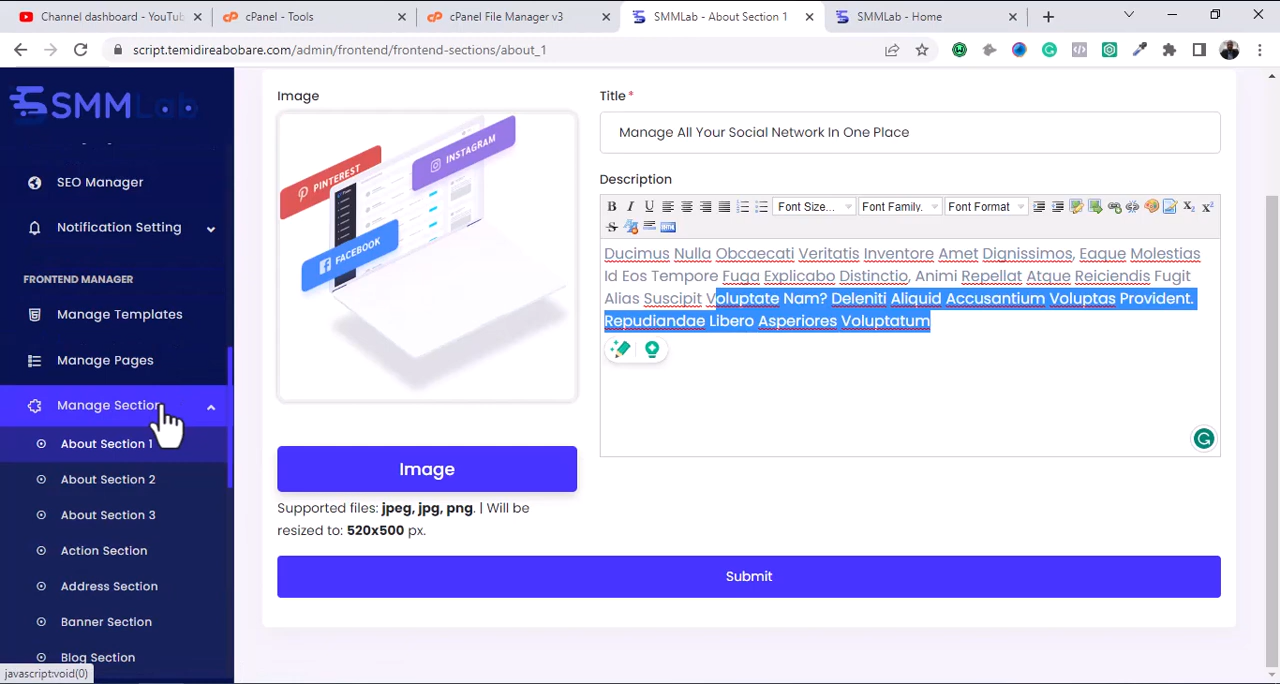 Channel dashboard - YouTu
cPanel - Tools
cPanel File Manager v3
SMMLab - About Section 1
SMMLab - Home
script.temidireabobare.com/admin/frontend/frontend-sections/about_1
SMMLab
SEO Manager
Notification Setting
FRONTEND MANAGER
Manage Templates
Manage Pages
Manage Section
About Section 1
About Section 2
About Section 3
Action Section
Address Section
Banner Section
Blog Section
javascript:void(0)
Image
PINTEREST
INSTAGRAM
FACEBOOK
Image
Supported files: jpeg, jpg, png. | Will be
resized to: 520x500 px.
Title *
Manage All Your Social Network In One Place
Description
Font Size...
Font Family.
Font Format
Ducimus Nulla Obcaecati Veritatis Inventore Amet Dignissimos, Eaque Molestias
Id Eos Tempore Fuga Explicabo Distinctio, Animi Repellat Atque Reiciendis Fugit
Alias Suscipit Voluptate Nam? Deleniti Aliquid Accusantium Voluptas Provident.
Repudiandae Libero Asperiores Voluptatum
Submit